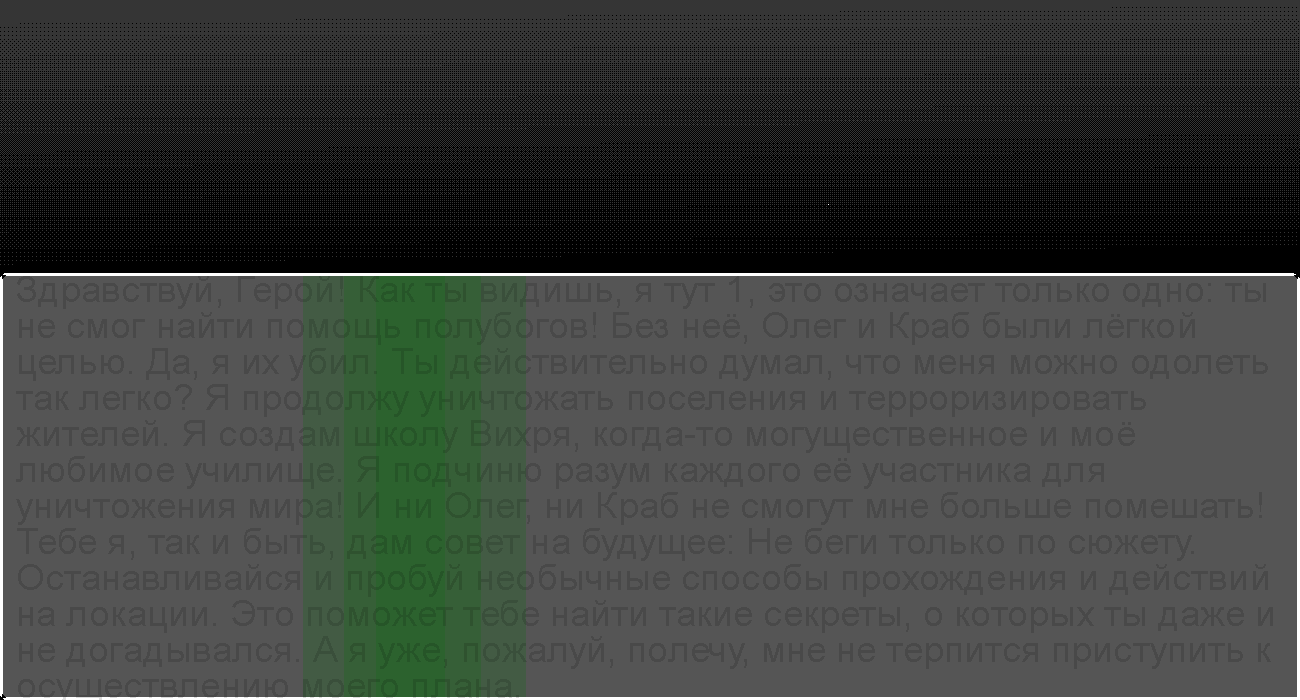 Здравствуй, Герой! Как ты видишь, я тут 1, это означает только одно: ты
не смог найти помощь полубогов! Без неё, Олег и Краб были лёгкой
целью. Да, я их убил. Ты действительно думал, что меня можно одолеть
так легко? Я продолжу уничтожать поселения и терроризировать
жителей. Я создам школу Вихря, когда-то могущественное и моё
любимое училище. Я подчиню разум каждого её участника для
уничтожения мира! И ни Олег, ни Краб не смогут мне больше помешать!
Тебе я, так и быть, дам совет на будущее: Не беги только по сюжету.
Останавливайся и пробуй необычные способы прохождения и действий
на локации. Это поможет тебе найти такие секреты, о которых ты даже и
не догадывался. А я уже, пожалуй, полечу, мне не терпится приступить к
осуществлению моего плана.